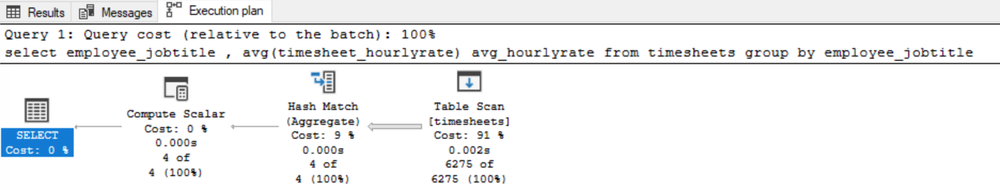 Results Messages Execution plan
Query 1: Query cost (relative to the batch): 100%
select employee_jobtitle , avg(timesheet_hourlyrate) avg_hourlyrate from timesheets group by employee_jobtitle
SELECT
Cost: 0 %
Compute Scalar
Cost: 0 %
0.000s
4 of
4 (100%)
Hash Match
(Aggregate)
Cost: 9 %
0.000s
4 of
4 (100%)
Table Scan
[timesheets]
Cost: 91 %
0.002s
6275 of
6275 (100%)